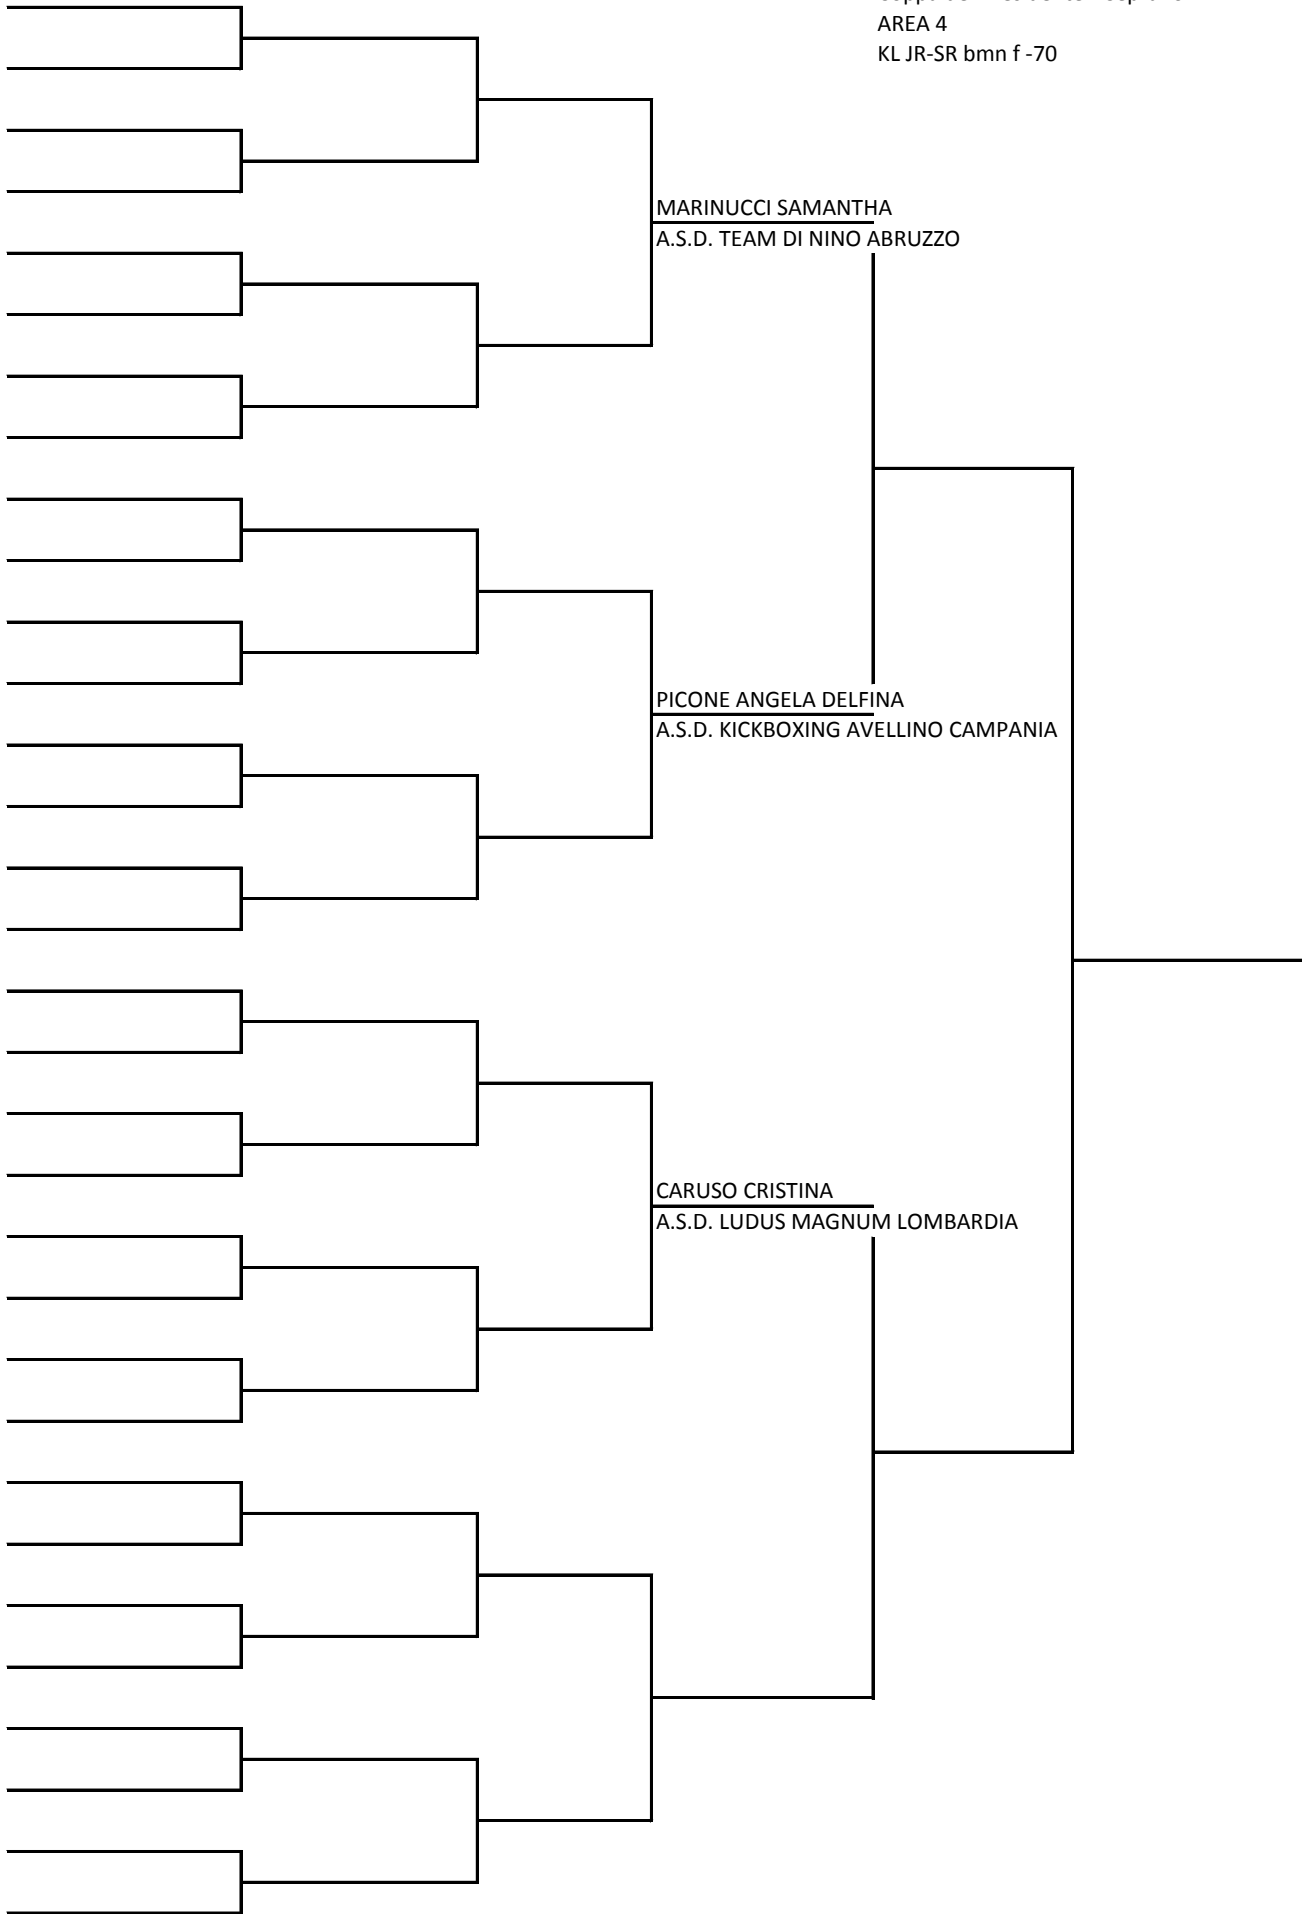 AREA 4
KL JR-SR bmn f -70
MARINUCCI SAMANTHA
A.S.D. TEAM DI NINO ABRUZZO
PICONE ANGELA DELFINA
A.S.D. KICKBOXING AVELLINO CAMPANIA
CARUSO CRISTINA
A.S.D. LUDUS MAGNUM LOMBARDIA